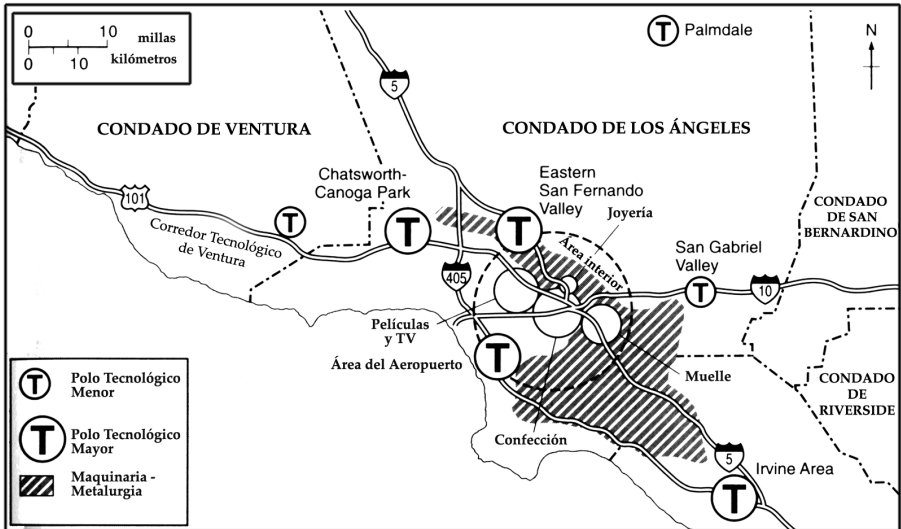 0 10 millas
0 10 kilómetros
T Palmdale
N
5
CONDADO DE VENTURA
CONDADO DE LOS ÁNGELES
Chatsworth-
Canoga Park
Eastern
San Fernando
Valley
Joyería
101
T
T
T
CONDADO
DE SAN
BERNARDINO
Corredor Tecnológico
de Ventura
Área interior
San Gabriel
Valley
405
T
10
Películas
y TV
Área del Aeropuerto
T
Muelle
CONDADO
DE
RIVERSIDE
Confección
5
Irvine Area
T
T Polo Tecnológico
Menor
T Polo Tecnológico
Mayor
Maquinaria -
Metalurgia